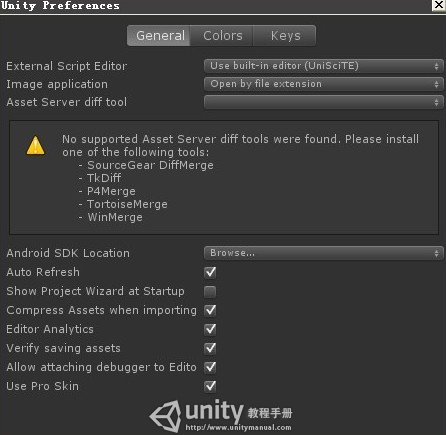 Unity Preferences
General Colors Keys
External Script Editor Use built-in editor (UniSciTE)
Image application Open by file extension
Asset Server diff tool
No supported Asset Server diff tools were found. Please install
one of the following tools:
- SourceGear DiffMerge
- TkDiff
- P4Merge
- TortoiseMerge
- WinMerge
Android SDK Location Browse...
Auto Refresh
Show Project Wizard at Startup
Compress Assets when importing
Editor Analytics
Verify saving assets
Allow attaching debugger to Edito
Use Pro Skin
unity 教程手册
http://www.unitymanual.com